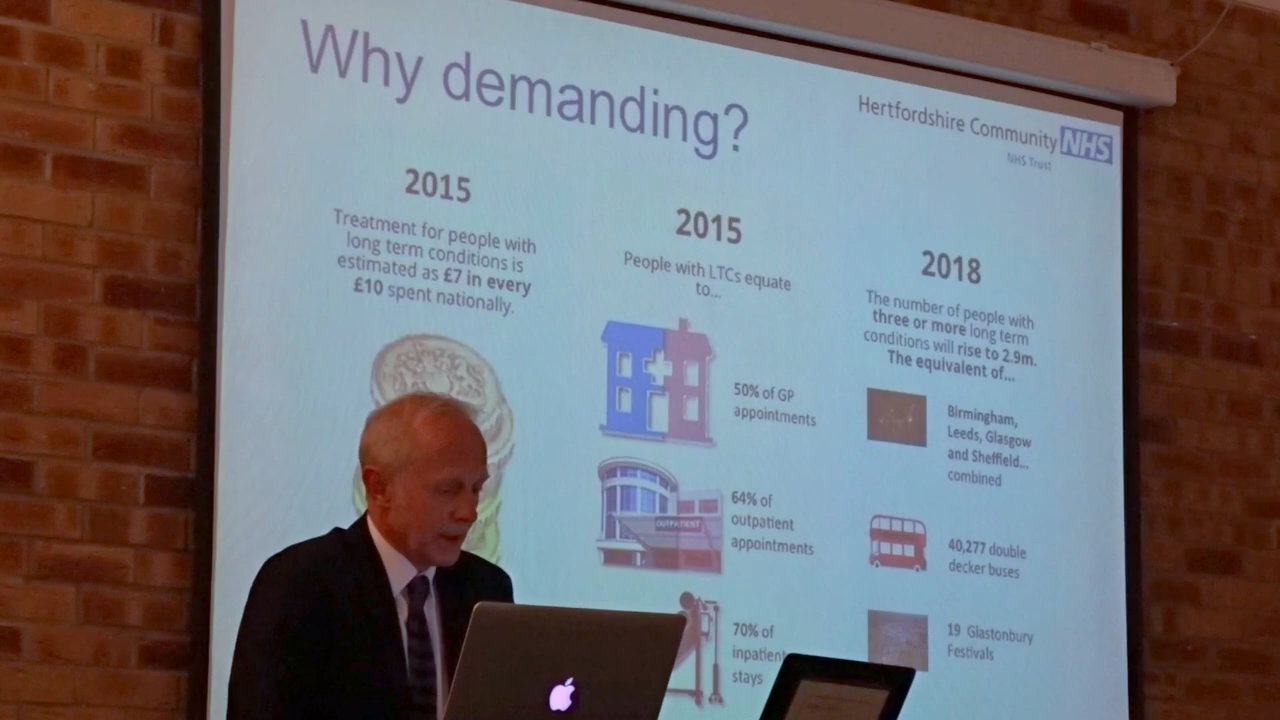 Why demanding?
Hertfordshire Community NHS
NHS Trust
2015
Treatment for people with
long term conditions is
estimated as £7 in every
£10 spent nationally.
2015
People with LTCs equate
to...
50% of GP
appointments
OUTPATIENT
64% of
outpatient
appointments
70% of
inpatient
stays
2018
The number of people with
three or more long term
conditions will rise to 2.9m.
The equivalent of...
Birmingham,
Leeds, Glasgow
and Sheffield...
combined
40,277 double
decker buses
19 Glastonbury
Festivals